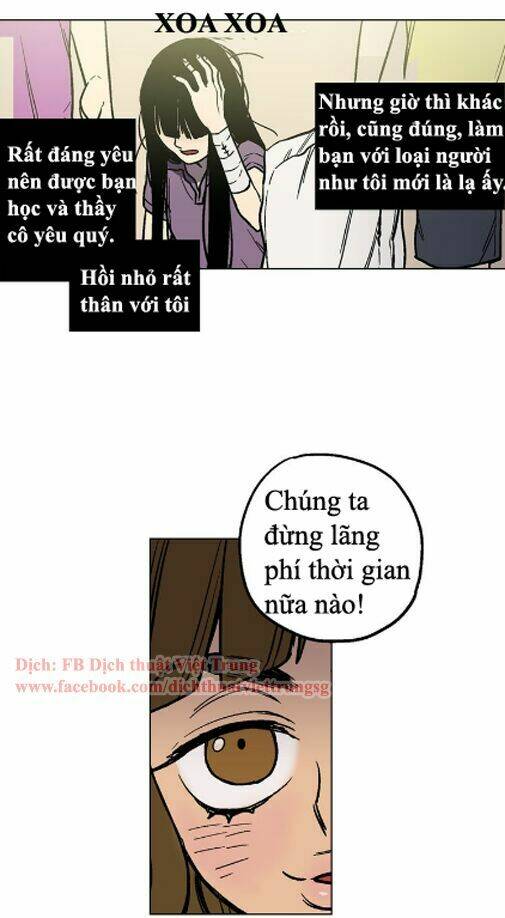 XOA XOA
Rất đáng yêu
nên được bạn
học và thầy
cô yêu quý.
Hồi nhỏ rất
thân với tôi
Nhưng giờ thì khác
rồi, cũng đúng, làm
bạn với loại người
như tôi mới là lạ ấy.
Chúng ta
đừng lãng
phí thời gian
nữa nào!
Dịch: FB Dịch thuật Việt Trung
www.facebook.com/dichthuatviettrungsg